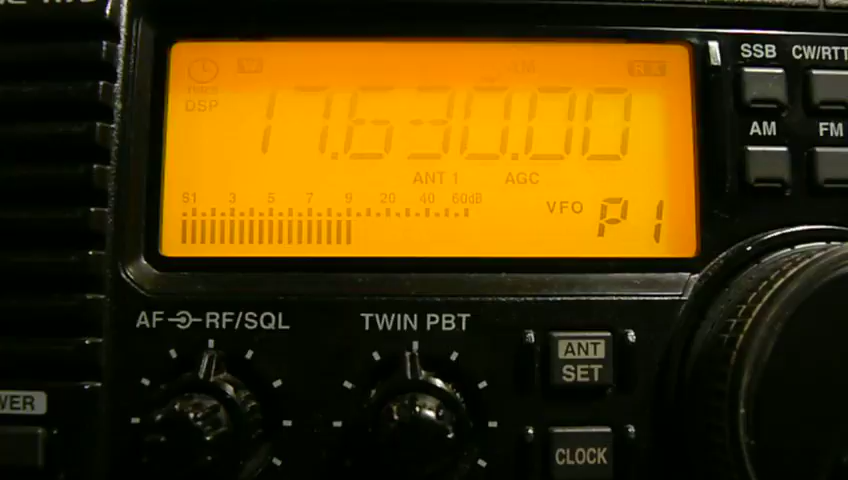 SSB CW/RTT
DSP
17.630.00
AM FM
ANT 1 AGC
S1 3 5 7 9 20 40 60dB
VFO P1
AF RF/SQL TWIN PBT
ANT
SET
CLOCK